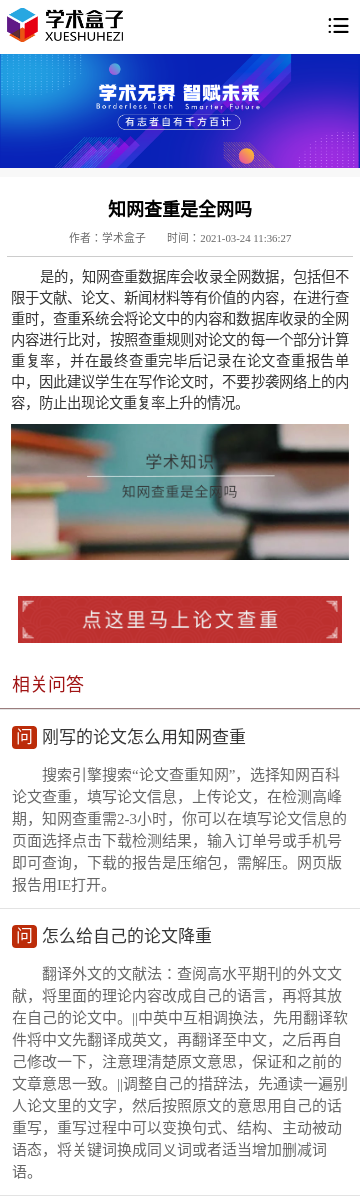 学术盒子
XUESHUHEZI
学术无界 智赋未来
Borderless Tech Smarter Future
有志者自有千方百计
知网查重是全网吗
作者：学术盒子 时间：2021-03-24 11:36:27
是的，知网查重数据库会收录全网数据，包括但不
限于文献、论文、新闻材料等有价值的内容，在进行查
重时，查重系统会将论文中的内容和数据库收录的全网
内容进行比对，按照查重规则对论文的每一个部分计算
重复率，并在最终查重完毕后记录在论文查重报告单
中，因此建议学生在写作论文时，不要抄袭网络上的内
容，防止出现论文重复率上升的情况。
学术知识
知网查重是全网吗
点这里马上论文查重
相关问答
问 刚写的论文怎么用知网查重
搜索引擎搜索“论文查重知网”，选择知网百科
论文查重，填写论文信息，上传论文，在检测高峰
期，知网查重需2-3小时，你可以在填写论文信息的
页面选择点击下载检测结果，输入订单号或手机号
即可查询，下载的报告是压缩包，需解压。网页版
报告用IE打开。
问 怎么给自己的论文降重
翻译外文的文献法：查阅高水平期刊的外文文
献，将里面的理论内容改成自己的语言，再将其放
在自己的论文中。||中英中互相调换法，先用翻译软
件将中文先翻译成英文，再翻译至中文，之后再自
己修改一下，注意理清楚原文意思，保证和之前的
文章意思一致。||调整自己的措辞法，先通读一遍别
人论文里的文字，然后按照原文的意思用自己的话
重写，重写过程中可以变换句式、结构、主动被动
语态，将关键词换成同义词或者适当增加删减词
语。